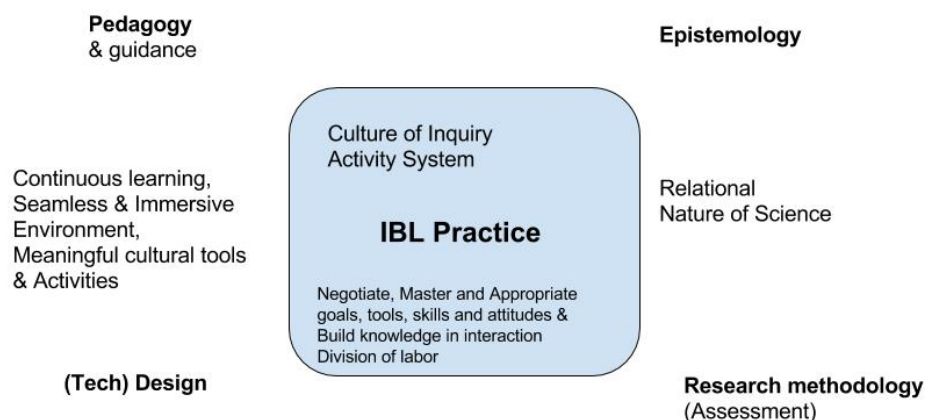 Pedagogy
& guidance
Epistemology
Culture of Inquiry
Activity System
Continuous learning,
Seamless & Immersive
Environment,
Meaningful cultural tools
& Activities
IBL Practice
Relational
Nature of Science
Negotiate, Master and Appropriate
goals, tools, skills and attitudes &
Build knowledge in interaction
Division of labor
(Tech) Design
Research methodology
(Assessment)